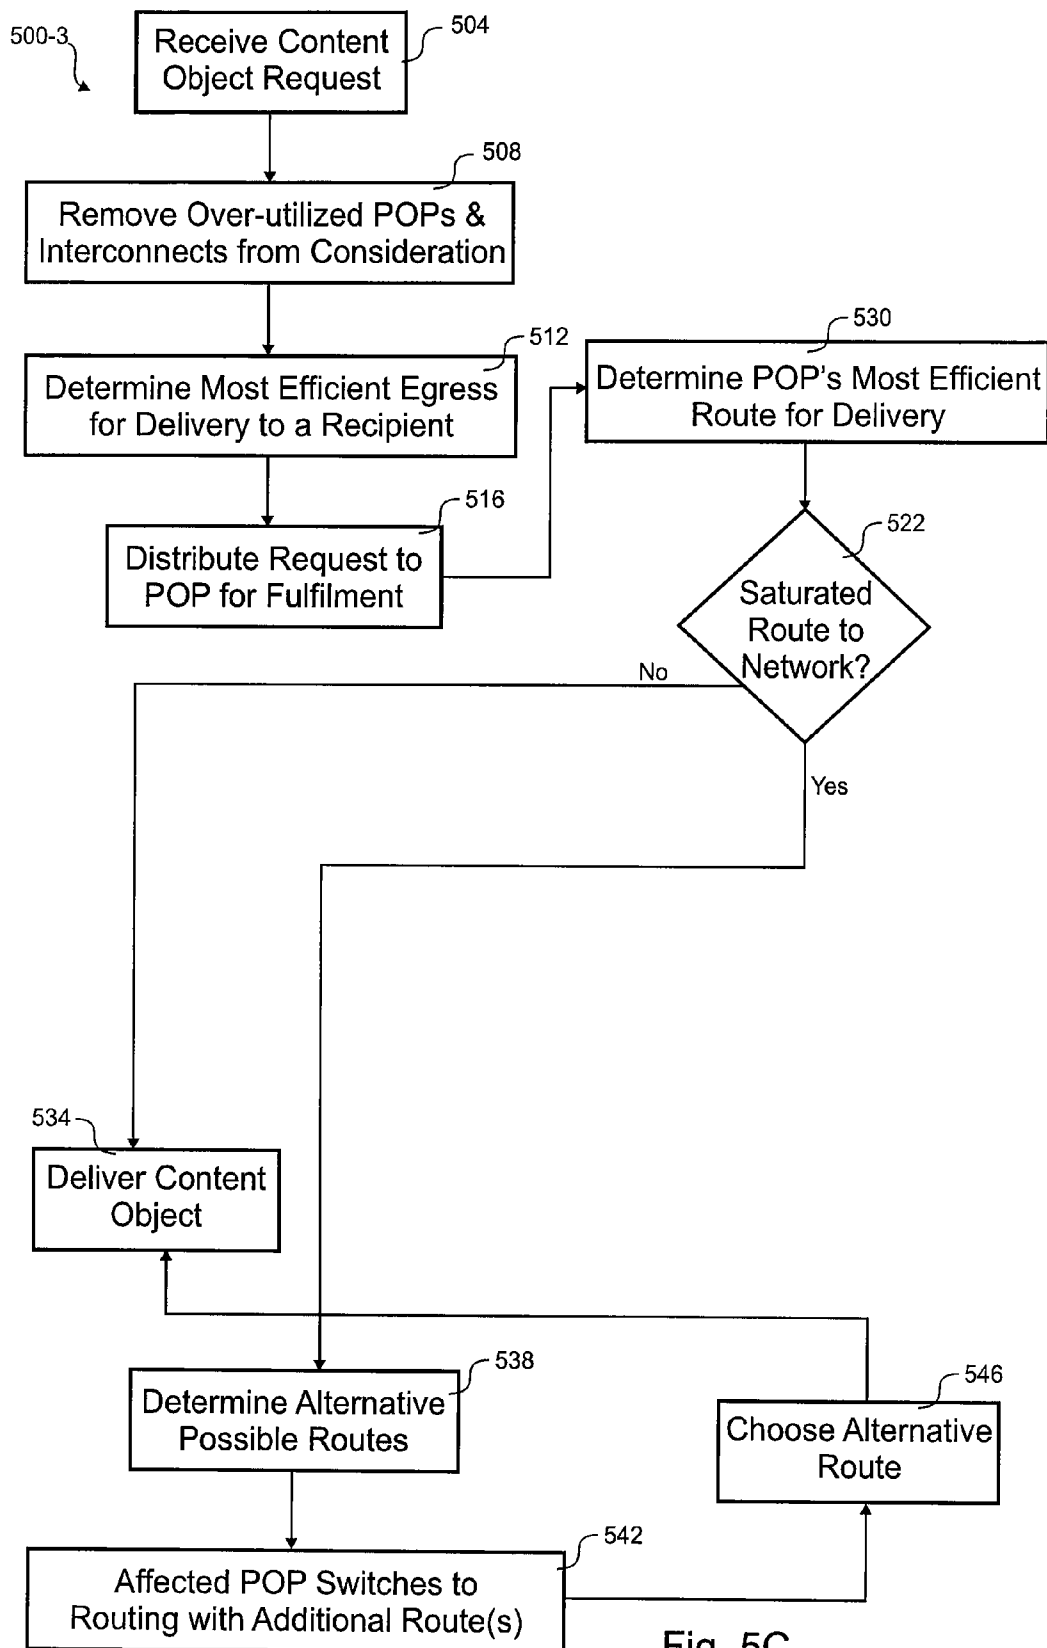 500-3
504
Receive Content
Object Request
508
Remove Over-utilized POPs &
Interconnects from Consideration
512
Determine Most Efficient Egress
for Delivery to a Recipient
516
Distribute Request to
POP for Fulfilment
530
Determine POP's Most Efficient
Route for Delivery
522
Saturated
Route to
Network?
No
Yes
534
Deliver Content
Object
538
Determine Alternative
Possible Routes
546
Choose Alternative
Route
542
Affected POP Switches to
Routing with Additional Route(s)
Fig. 5C